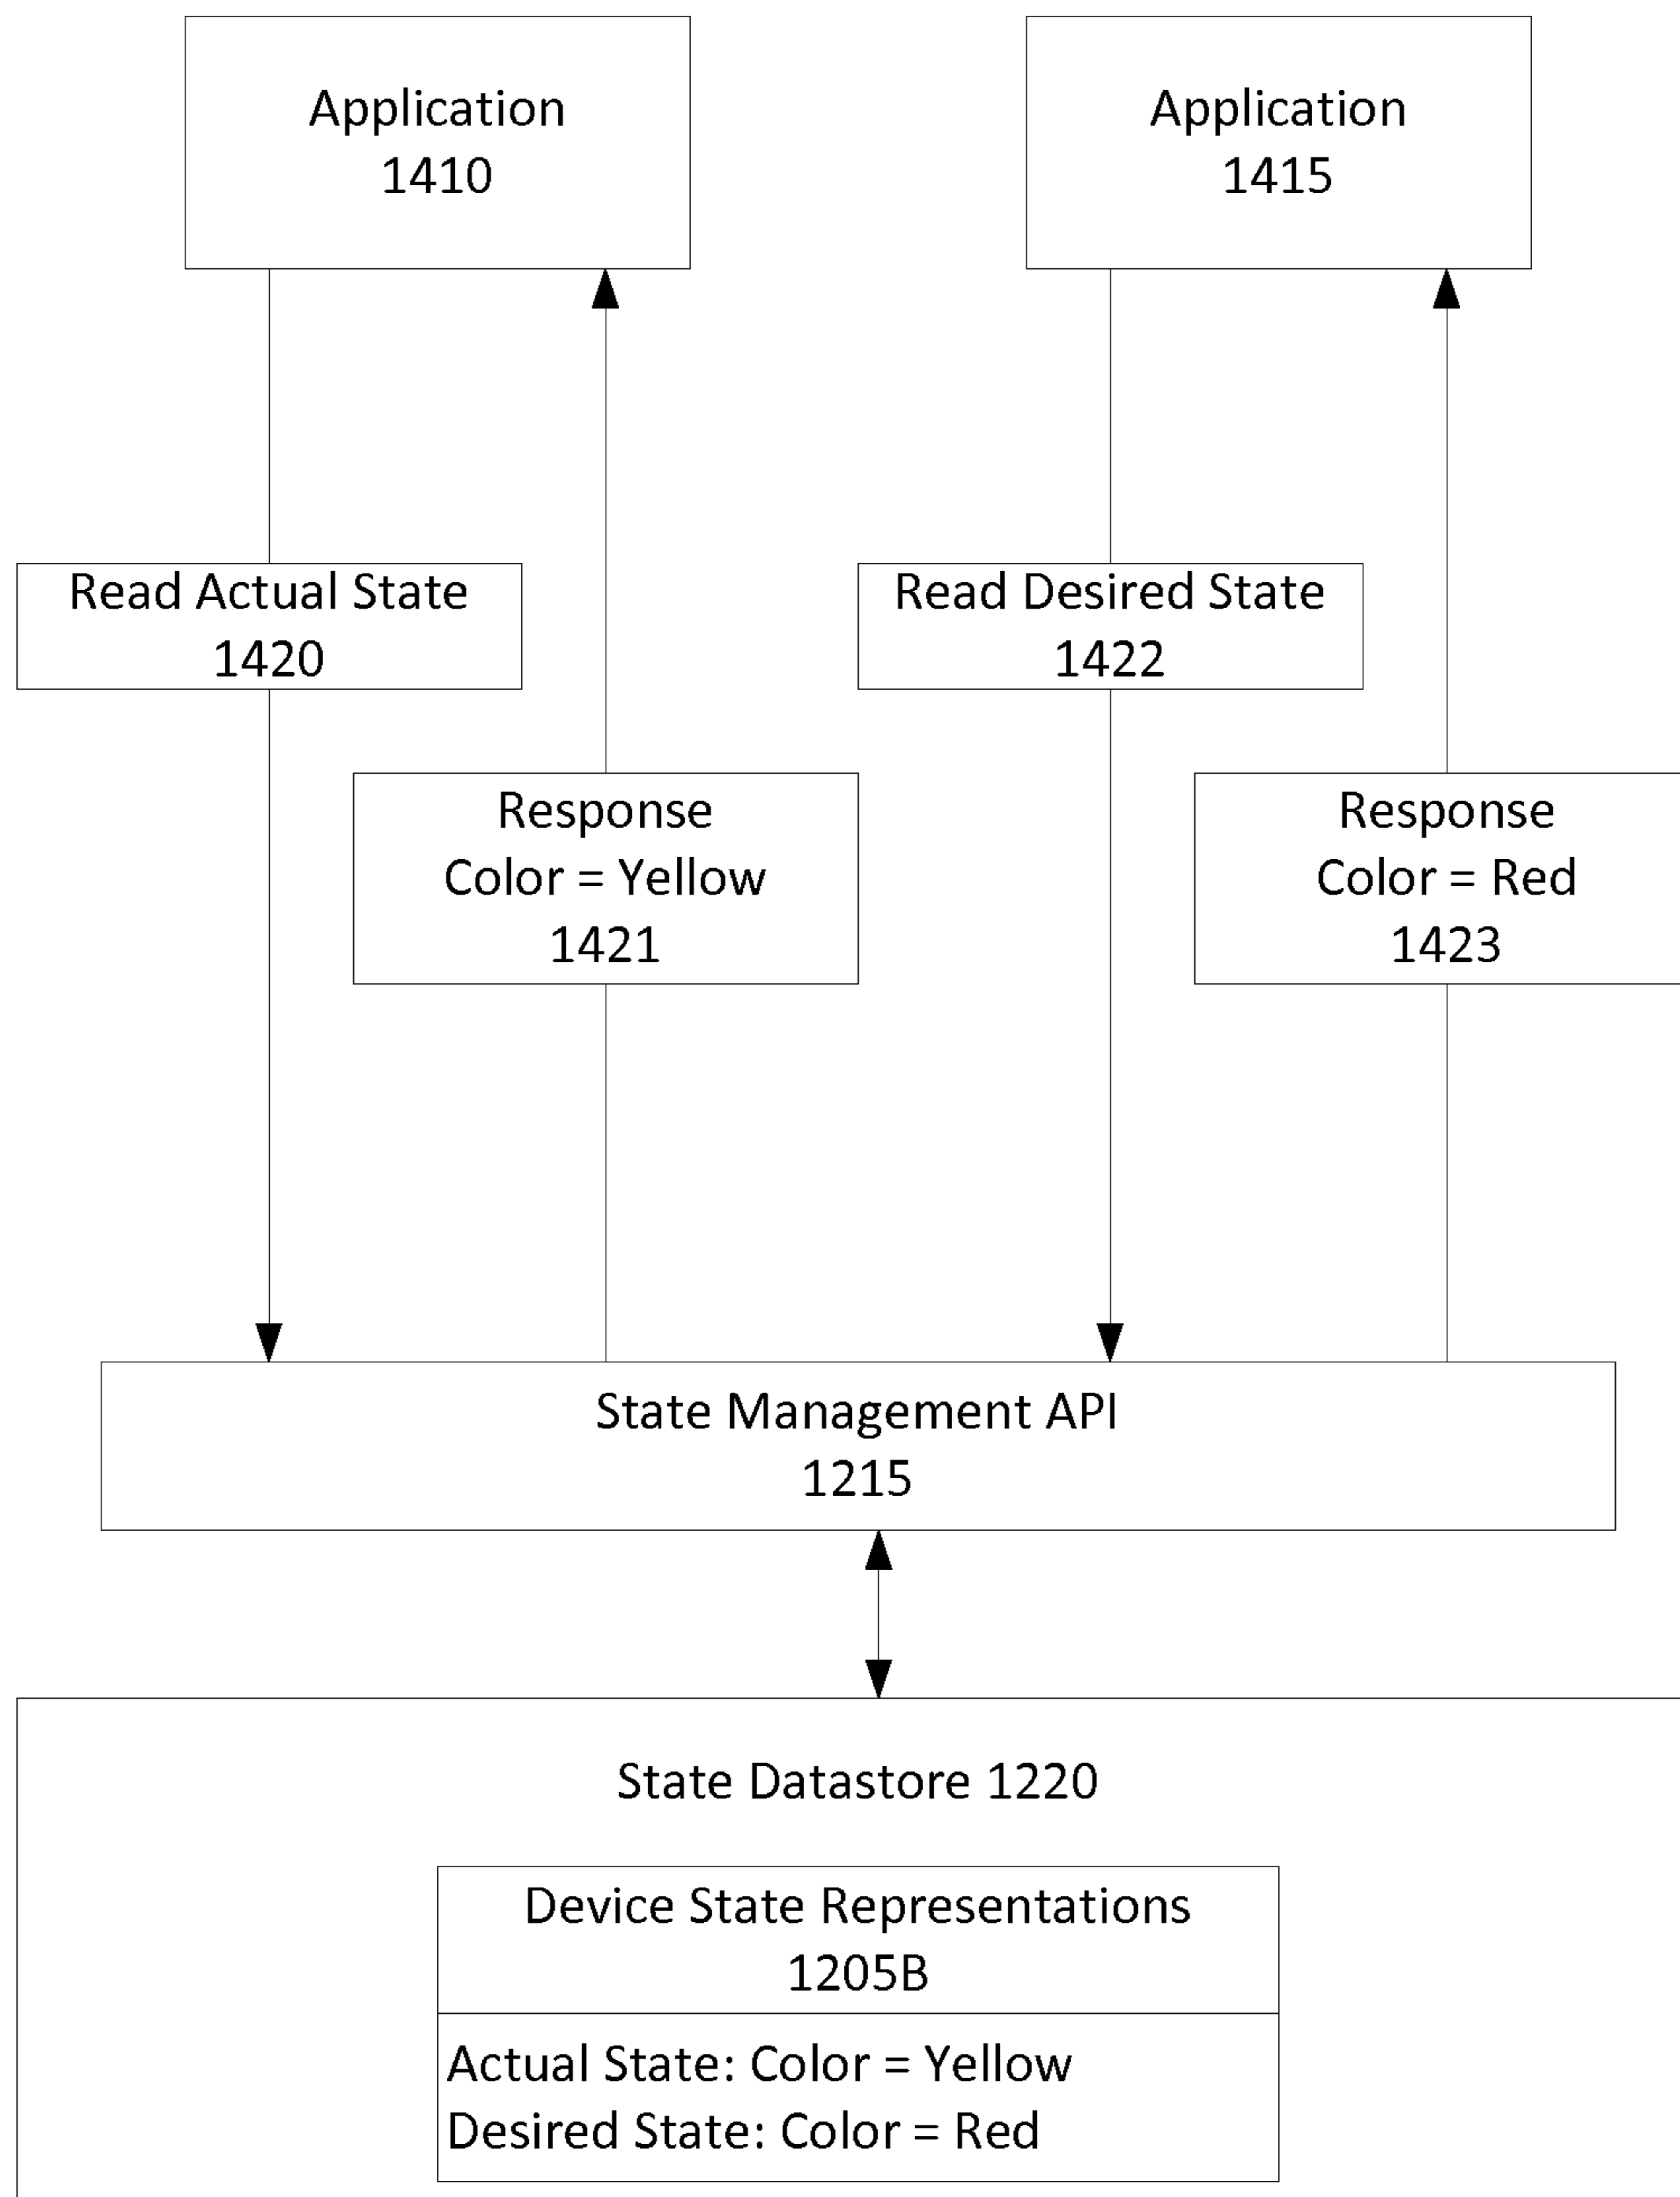 Application
1410
Application
1415
Read Actual State
1420
Read Desired State
1422
Response
Color = Yellow
1421
Response
Color = Red
1423
State Management API
1215
State Datastore 1220
Device State Representations
1205B
Actual State: Color = Yellow
Desired State: Color = Red